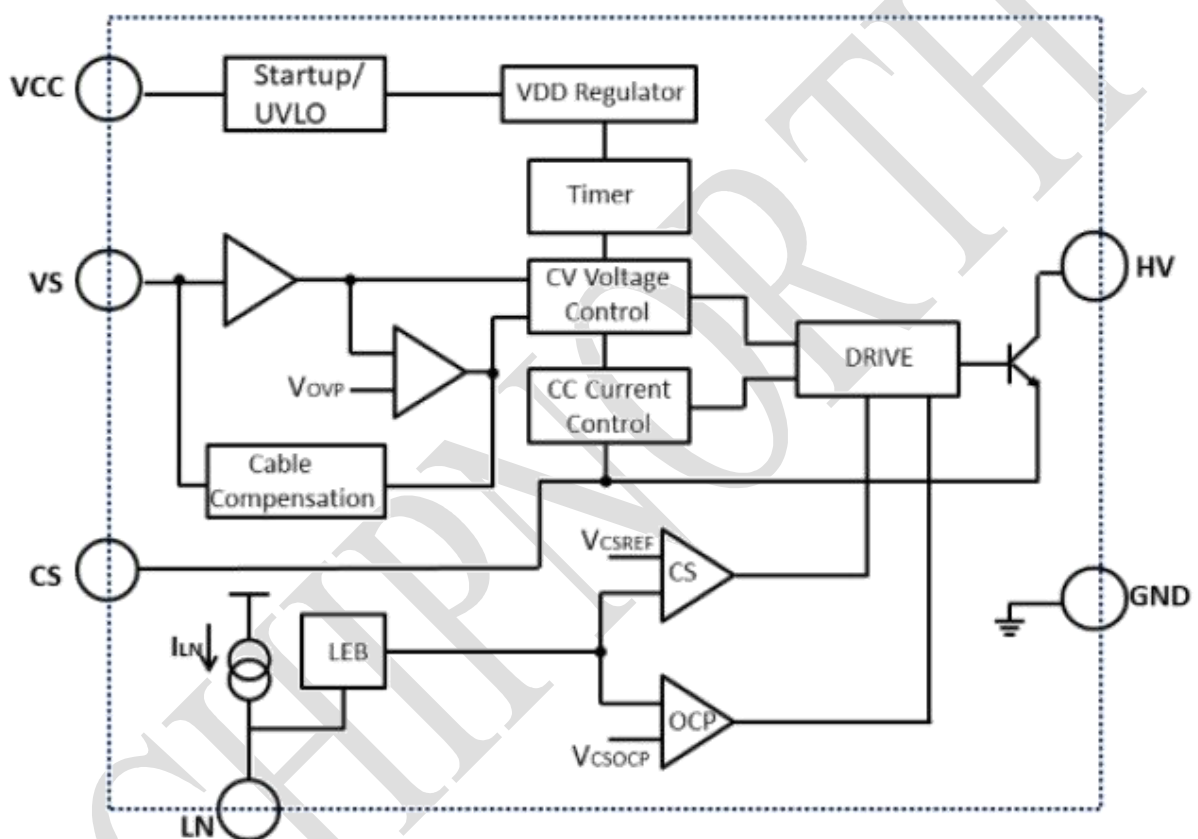 VCC
Startup/
UVLO
VDD Regulator
Timer
VS
CV Voltage
Control
HV
VOVP
DRIVE
CC Current
Control
Cable
Compensation
CS
VCSREF
CS
GND
ILN
LEB
OCP
VCSOCP
LN
CHIPNORTH